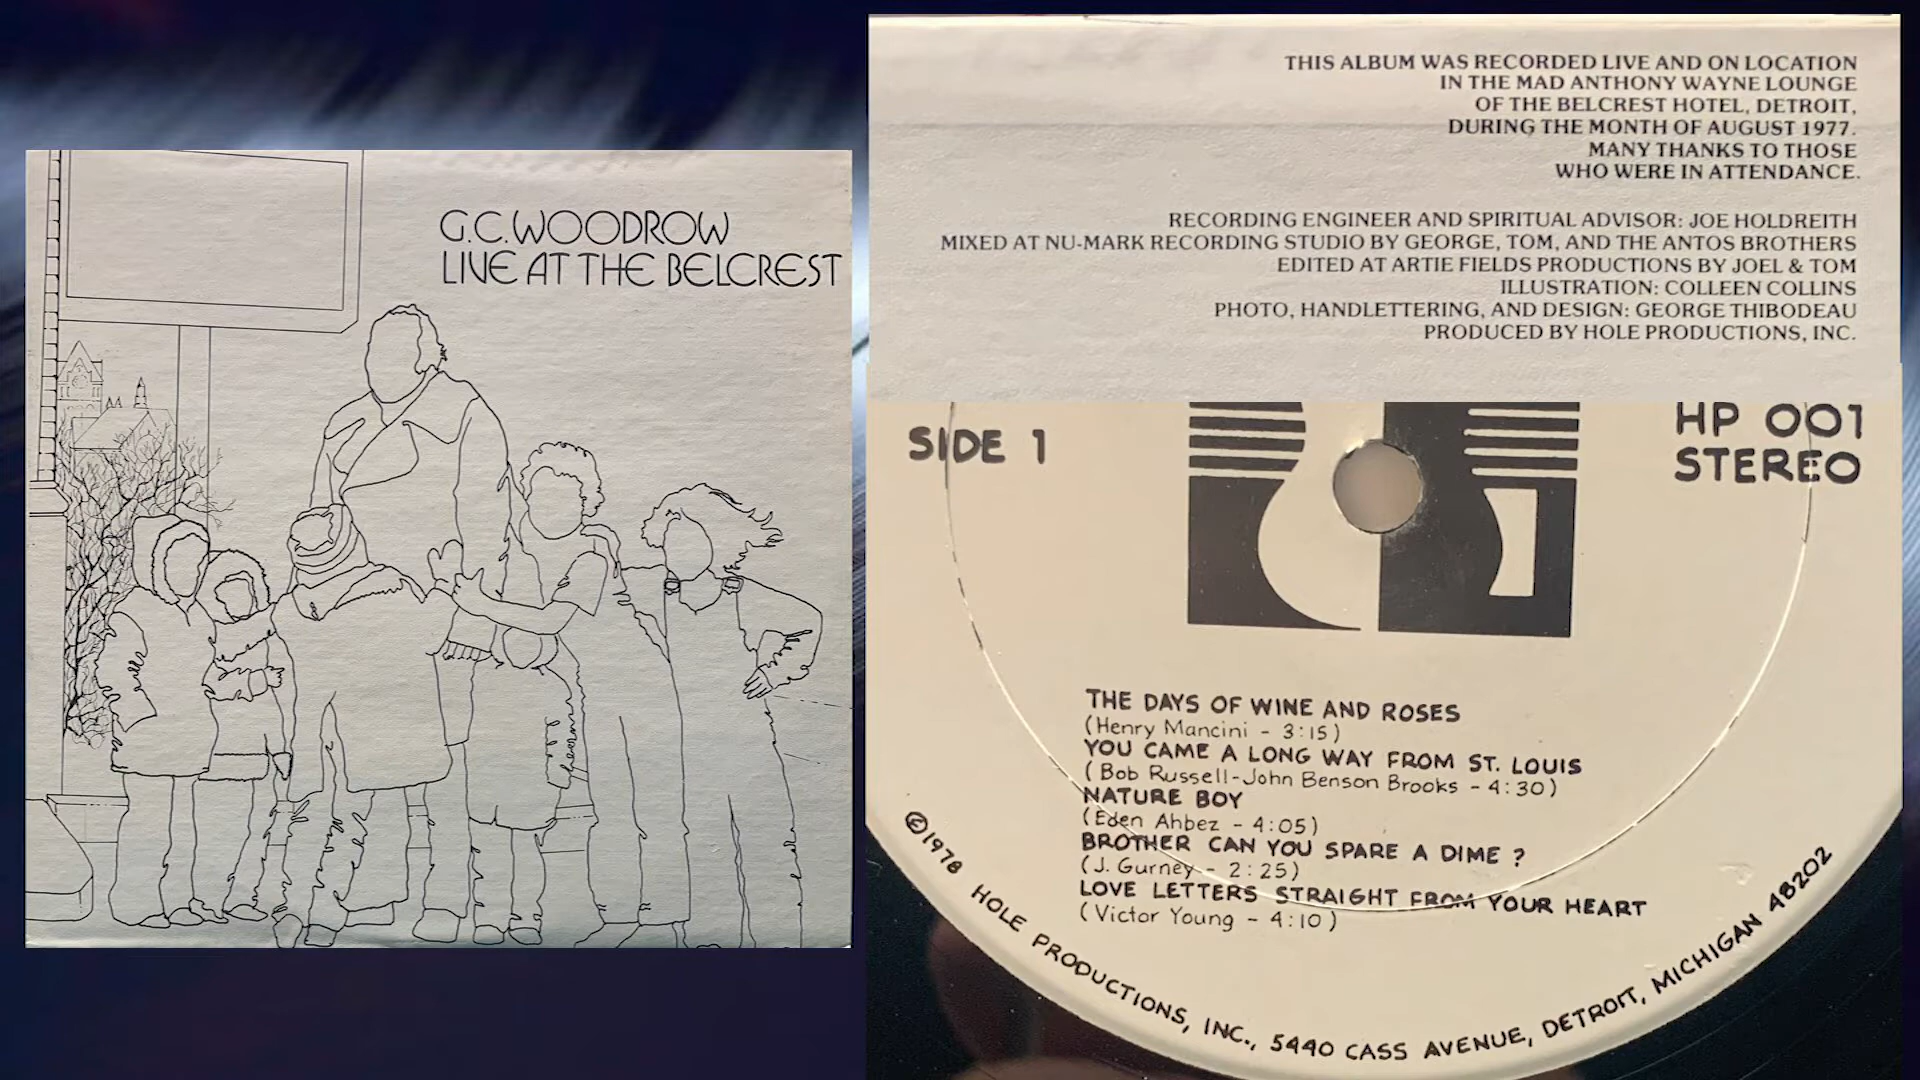 G.C. WOODROW
LIVE AT THE BELCREST
THIS ALBUM WAS RECORDED LIVE AND ON LOCATION
IN THE MAD ANTHONY WAYNE LOUNGE
OF THE BELCREST HOTEL, DETROIT,
DURING THE MONTH OF AUGUST 1977.
MANY THANKS TO THOSE
WHO WERE IN ATTENDANCE.
RECORDING ENGINEER AND SPIRITUAL ADVISOR: JOE HOLDREITH
MIXED AT NU-MARK RECORDING STUDIO BY GEORGE, TOM, AND THE ANTOS BROTHERS
EDITED AT ARTIE FIELDS PRODUCTIONS BY JOEL & TOM
ILLUSTRATION: COLLEEN COLLINS
PHOTO, HANDLETTERING, AND DESIGN: GEORGE THIBODEAU
PRODUCED BY HOLE PRODUCTIONS, INC.
SIDE 1
HP 001
STEREO
THE DAYS OF WINE AND ROSES
(Henry Mancini - 3:15)
YOU CAME A LONG WAY FROM ST. LOUIS
(Bob Russell-John Benson Brooks - 4:30)
NATURE BOY
(Eden Ahbez - 4:05)
BROTHER CAN YOU SPARE A DIME ?
(J. Gurney - 2:25)
LOVE LETTERS STRAIGHT FROM YOUR HEART
(Victor Young - 4:10)
©1978 HOLE PRODUCTIONS, INC., 5440 CASS AVENUE, DETROIT, MICHIGAN 48202